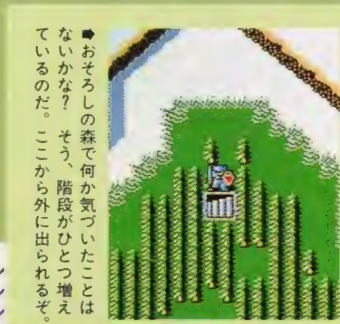 ➡おそろしの森で何か気づいたことは
ないかな? そう、階段がひとつ増え
ているのだ。ここから外に出られるぞ。